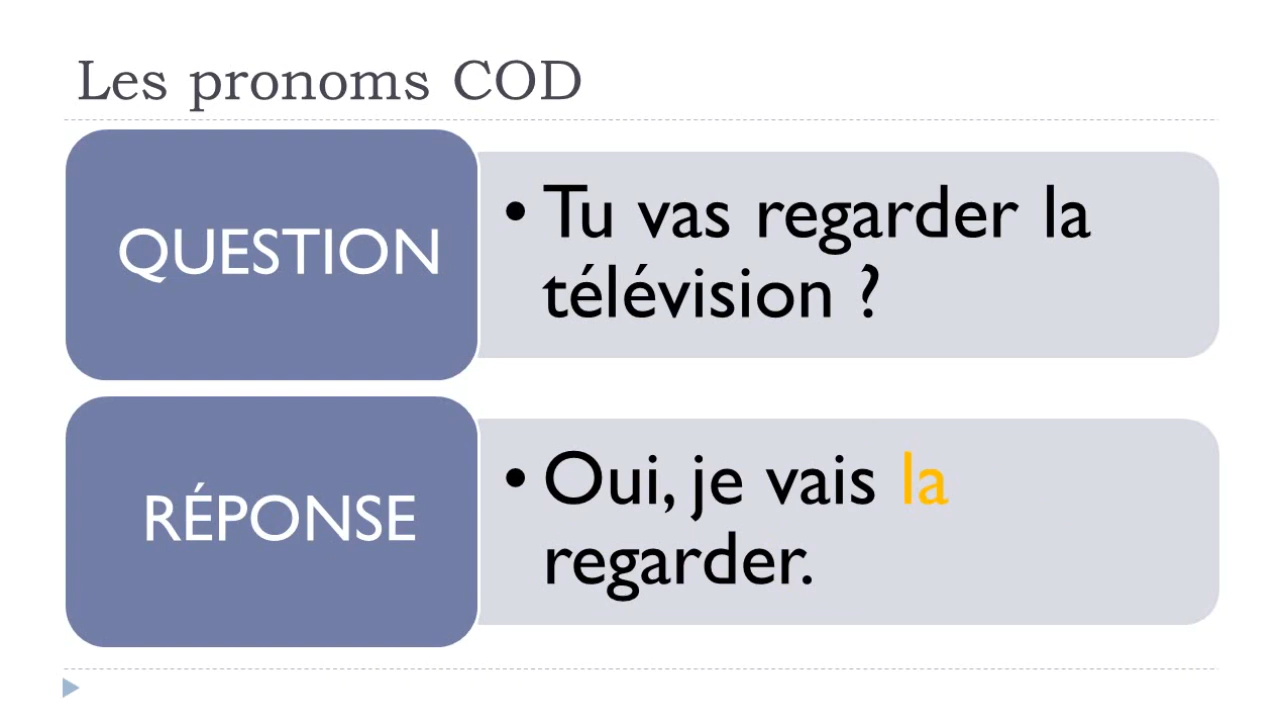 Les pronoms COD
QUESTION
• Tu vas regarder la
télévision ?
RÉPONSE
• Oui, je vais la
regarder.